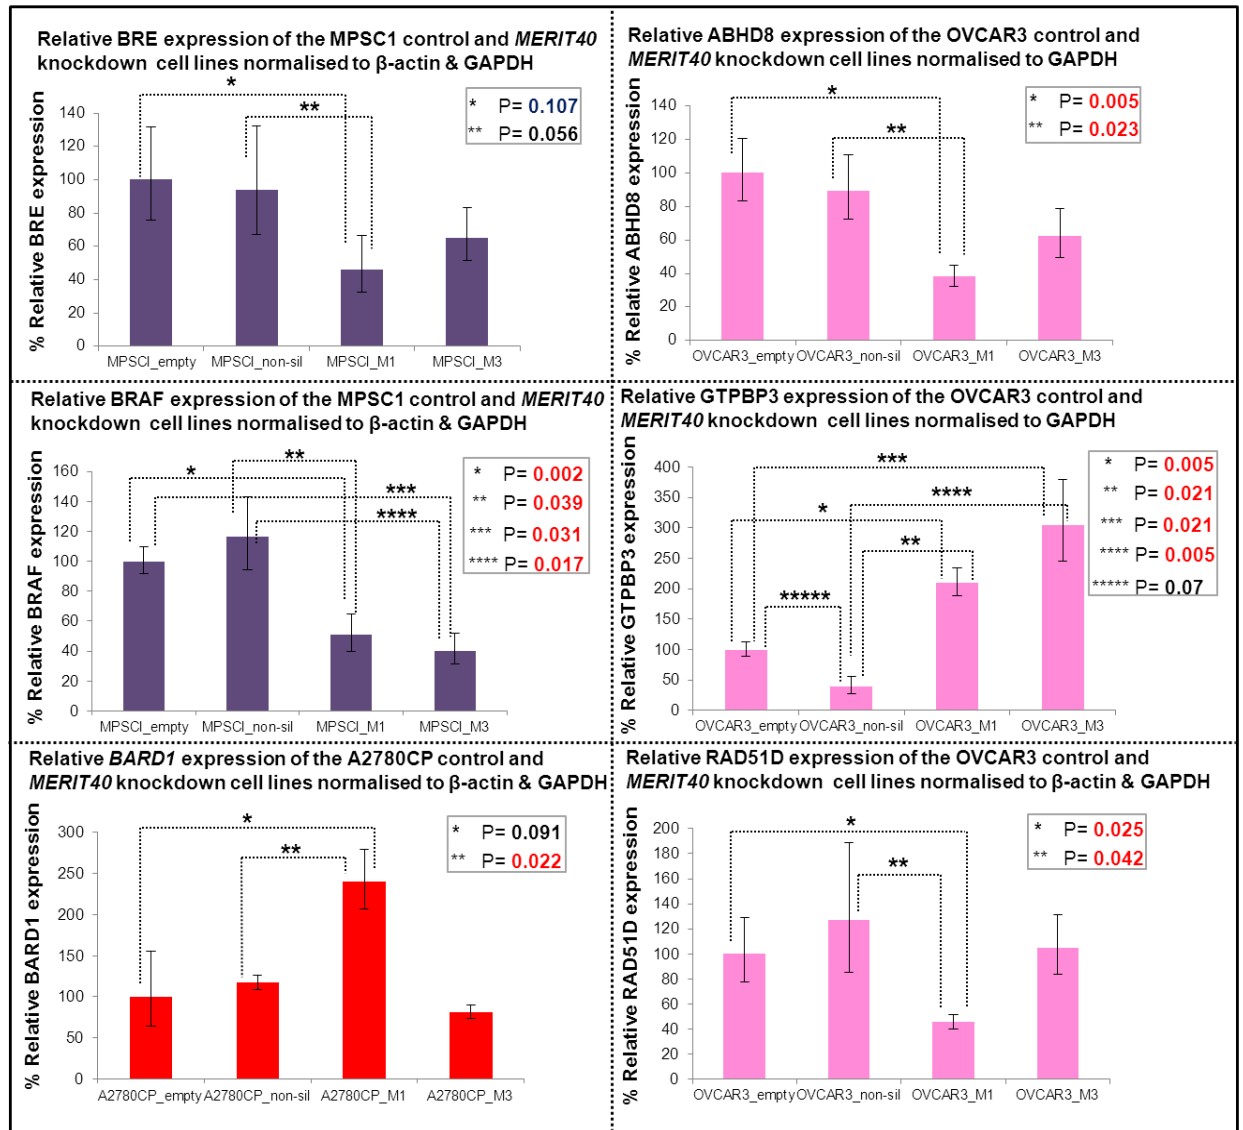 Relative BRE expression of the MPSC1 control and MERIT40
knockdown cell lines normalised to β-actin & GAPDH
* P= 0.107
** P= 0.056
*
**
% Relative BRE expression
140
120
100
80
60
40
20
0
MPSCI_empty MPSCI_non-sil MPSCI_M1 MPSCI_M3
Relative ABHD8 expression of the OVCAR3 control and
MERIT40 knockdown cell lines normalised to GAPDH
* P= 0.005
** P= 0.023
*
**
% Relative ABHD8 expression
140
120
100
80
60
40
20
0
OVCAR3_empty OVCAR3_non-sil OVCAR3_M1 OVCAR3_M3
Relative BRAF expression of the MPSC1 control and MERIT40
knockdown cell lines normalised to β-actin & GAPDH
* P= 0.002
** P= 0.039
*** P= 0.031
**** P= 0.017
*
**
***
****
% Relative BRAF expression
160
140
120
100
80
60
40
20
0
MPSCI_empty MPSCI_non-sil MPSCI_M1 MPSCI_M3
Relative GTPBP3 expression of the OVCAR3 control and
MERIT40 knockdown cell lines normalised to GAPDH
* P= 0.005
** P= 0.021
*** P= 0.021
**** P= 0.005
***** P= 0.07
***
****
*
**
*****
% Relative GTPBP3 expression
400
350
300
250
200
150
100
50
0
OVCAR3_empty OVCAR3_non-sil OVCAR3_M1 OVCAR3_M3
Relative BARD1 expression of the A2780CP control and
MERIT40 knockdown cell lines normalised to β-actin & GAPDH
* P= 0.091
** P= 0.022
*
**
% Relative BARD1 expression
300
250
200
150
100
50
0
A2780CP_empty A2780CP_non-sil A2780CP_M1 A2780CP_M3
Relative RAD51D expression of the OVCAR3 control and
MERIT40 knockdown cell lines normalised to β-actin & GAPDH
* P= 0.025
** P= 0.042
*
**
% Relative RAD51D expression
200
180
160
140
120
100
80
60
40
20
0
OVCAR3_empty OVCAR3_non-sil OVCAR3_M1 OVCAR3_M3